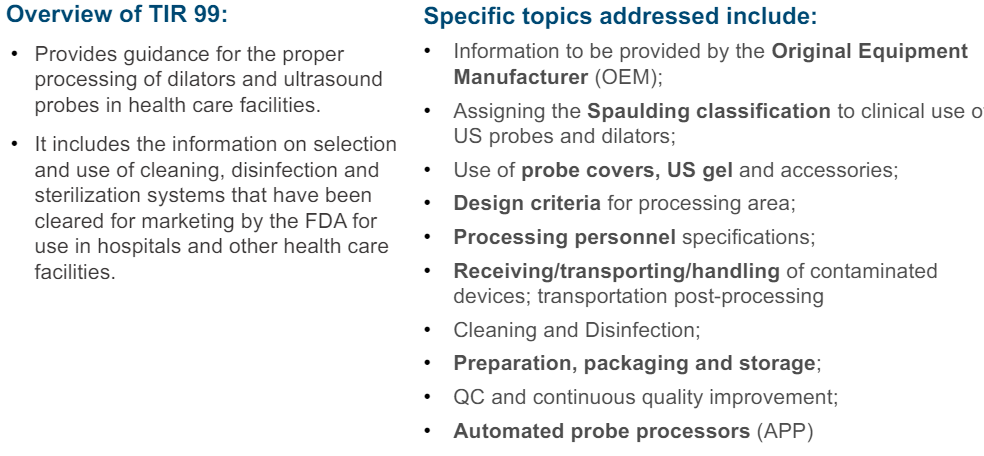 Overview of TIR 99:
• Provides guidance for the proper
processing of dilators and ultrasound
probes in health care facilities.
• It includes the information on selection
and use of cleaning, disinfection and
sterilization systems that have been
cleared for marketing by the FDA for
use in hospitals and other health care
facilities.
Specific topics addressed include:
• Information to be provided by the Original Equipment
Manufacturer (OEM);
• Assigning the Spaulding classification to clinical use of
US probes and dilators;
• Use of probe covers, US gel and accessories;
• Design criteria for processing area;
• Processing personnel specifications;
• Receiving/transporting/handling of contaminated
devices; transportation post-processing
• Cleaning and Disinfection;
• Preparation, packaging and storage;
• QC and continuous quality improvement;
• Automated probe processors (APP)